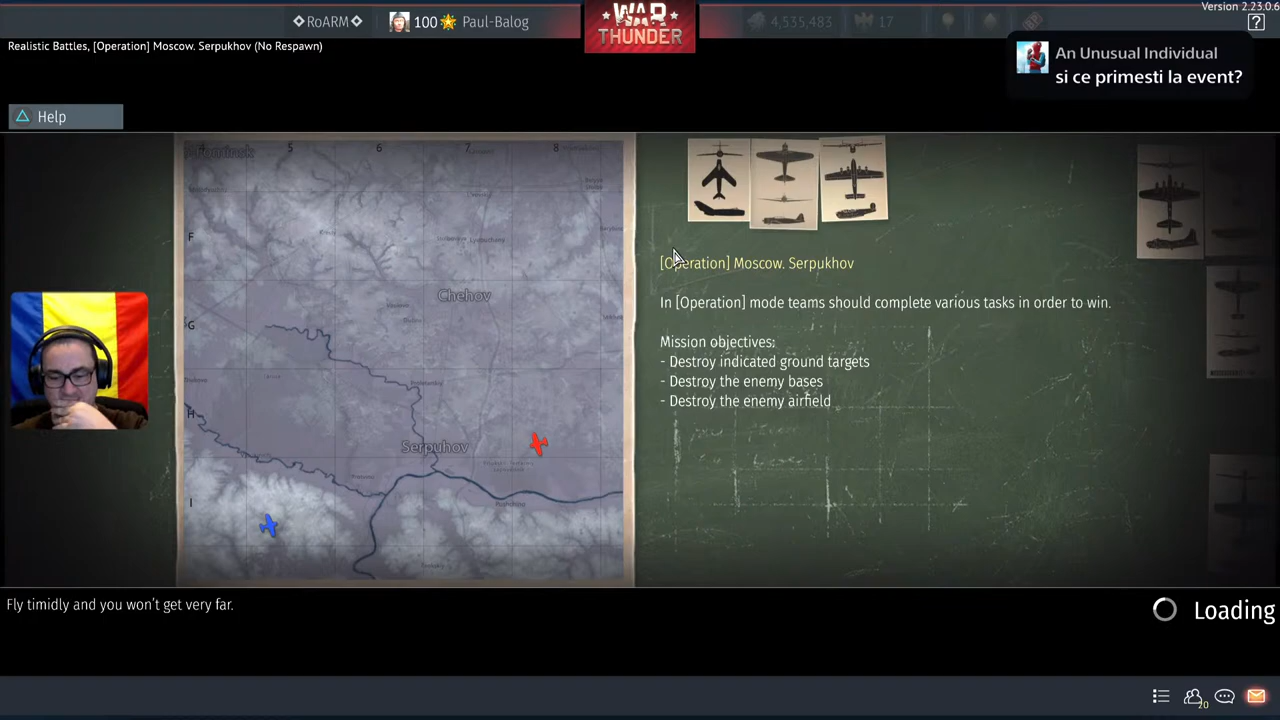 Version 2.23.0.6
◇RoARM◇
100 Paul-Balog
WAR THUNDER
4,535,483
17
Realistic Battles, [Operation] Moscow. Serpukhov (No Respawn)
An Unusual Individual
si ce primesti la event?
Help
4 5 6 7 8
F
Chehov
[Operation] Moscow. Serpukhov
In [Operation] mode teams should complete various tasks in order to win.
G
Mission objectives:
- Destroy indicated ground targets
- Destroy the enemy bases
- Destroy the enemy airfield
H
Serpuhov
I
Fly timidly and you won't get very far.
Loading
20